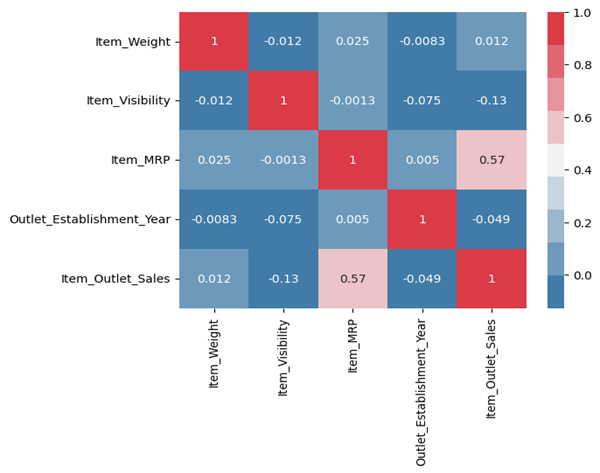 Item_Weight 1 -0.012 0.025 -0.0083 0.012
Item_Visibility -0.012 1 -0.0013 -0.075 -0.13
Item_MRP 0.025 -0.0013 1 0.005 0.57
Outlet_Establishment_Year -0.0083 -0.075 0.005 1 -0.049
Item_Outlet_Sales 0.012 -0.13 0.57 -0.049 1
Item_Weight
Item_Visibility
Item_MRP
Outlet_Establishment_Year
Item_Outlet_Sales
1.0
0.8
0.6
0.4
0.2
0.0